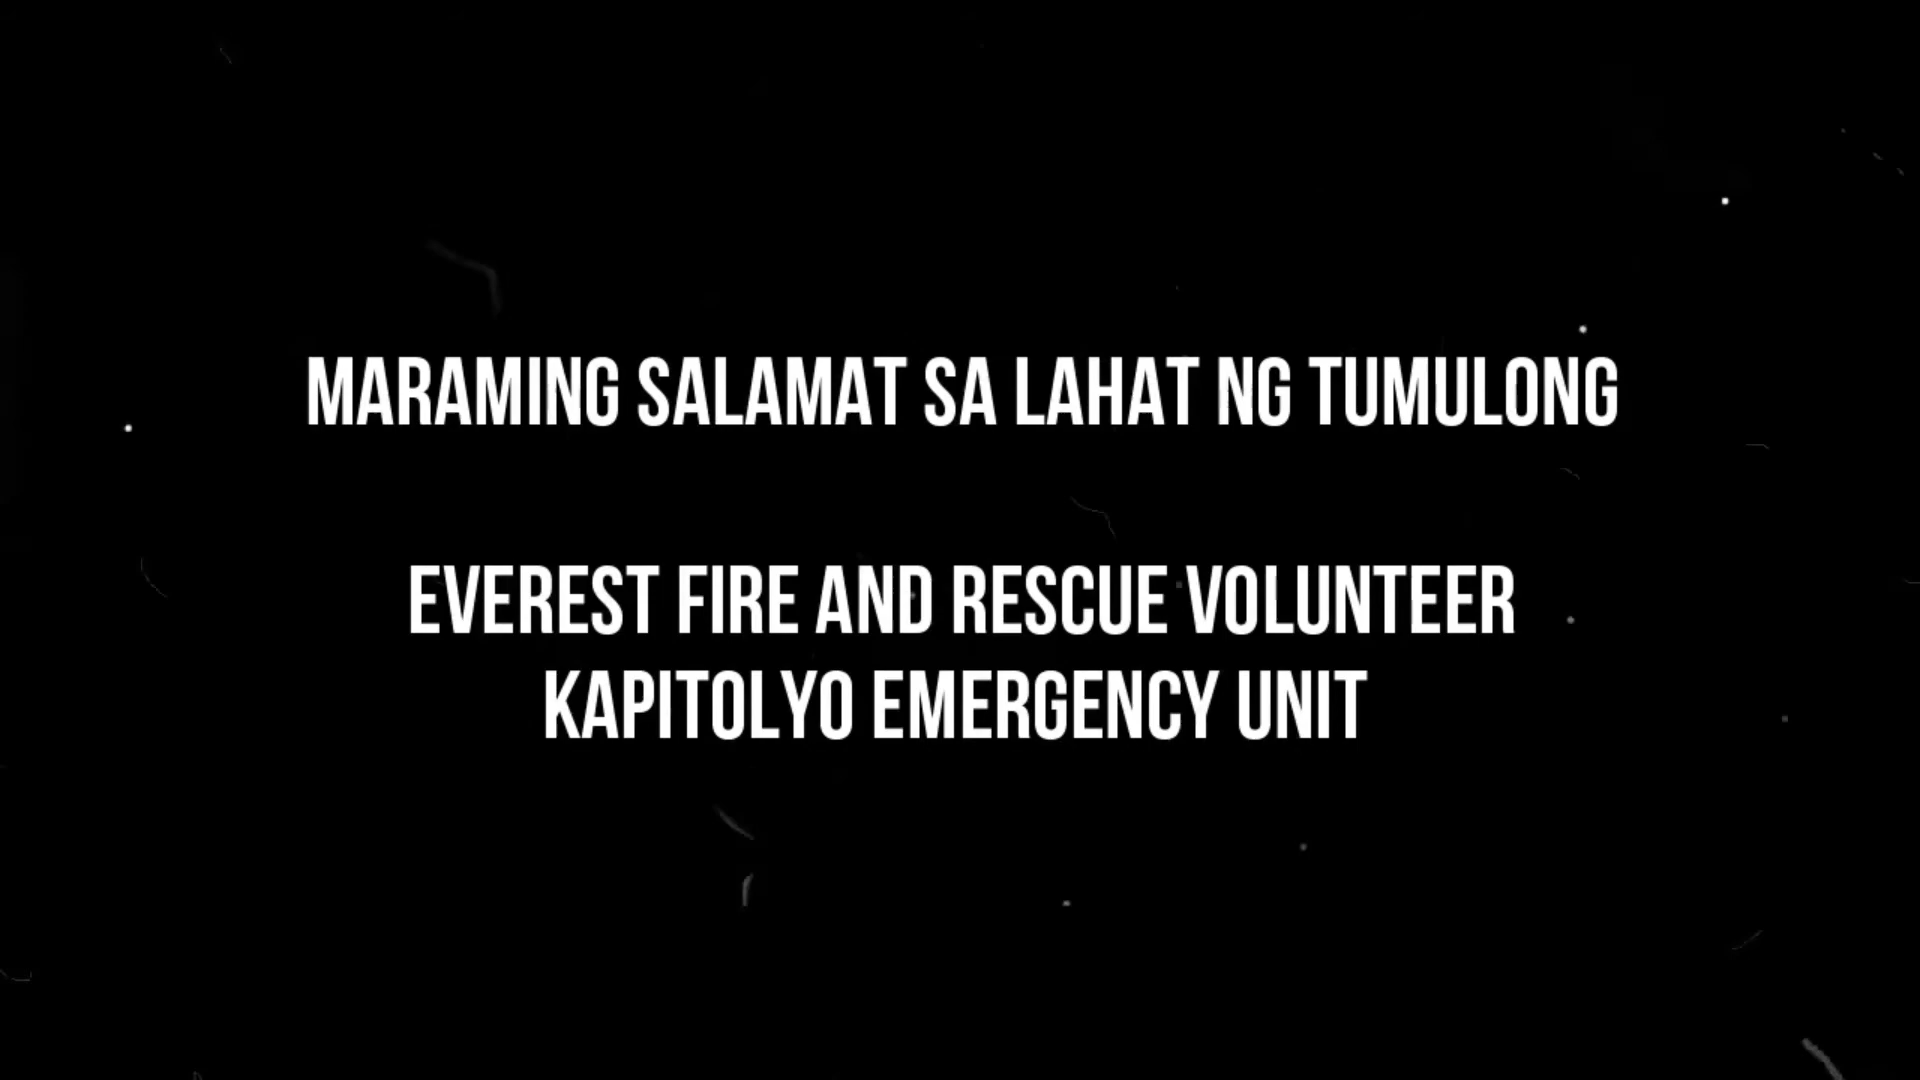 MARAMING SALAMAT SA LAHAT NG TUMULONG
EVEREST FIRE AND RESCUE VOLUNTEER
KAPITOLYO EMERGENCY UNIT